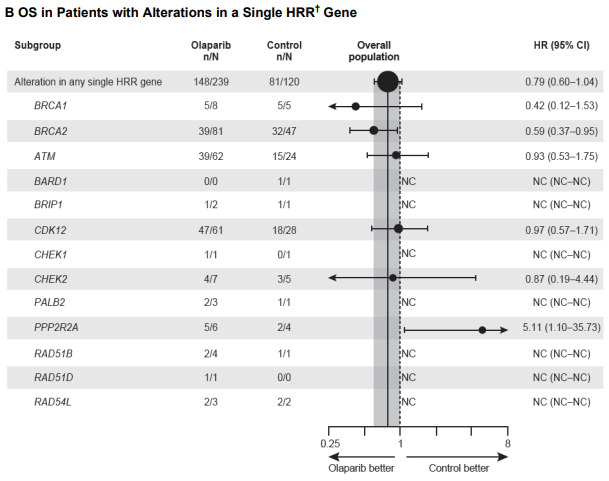 B OS in Patients with Alterations in a Single HRR† Gene
Subgroup Olaparib n/N Control n/N Overall population HR (95% CI)
Alteration in any single HRR gene 148/239 81/120 0.79 (0.60–1.04)
BRCA1 5/8 5/5 0.42 (0.12–1.53)
BRCA2 39/81 32/47 0.59 (0.37–0.95)
ATM 39/62 15/24 0.93 (0.53–1.75)
BARD1 0/0 1/1 NC NC (NC–NC)
BRIP1 1/2 1/1 NC NC (NC–NC)
CDK12 47/61 18/28 0.97 (0.57–1.71)
CHEK1 1/1 0/1 NC NC (NC–NC)
CHEK2 4/7 3/5 0.87 (0.19–4.44)
PALB2 2/3 1/1 NC NC (NC–NC)
PPP2R2A 5/6 2/4 5.11 (1.10–35.73)
RAD51B 2/4 1/1 NC NC (NC–NC)
RAD51D 1/1 0/0 NC NC (NC–NC)
RAD54L 2/3 2/2 NC NC (NC–NC)
0.25 1 8
Olaparib better Control better